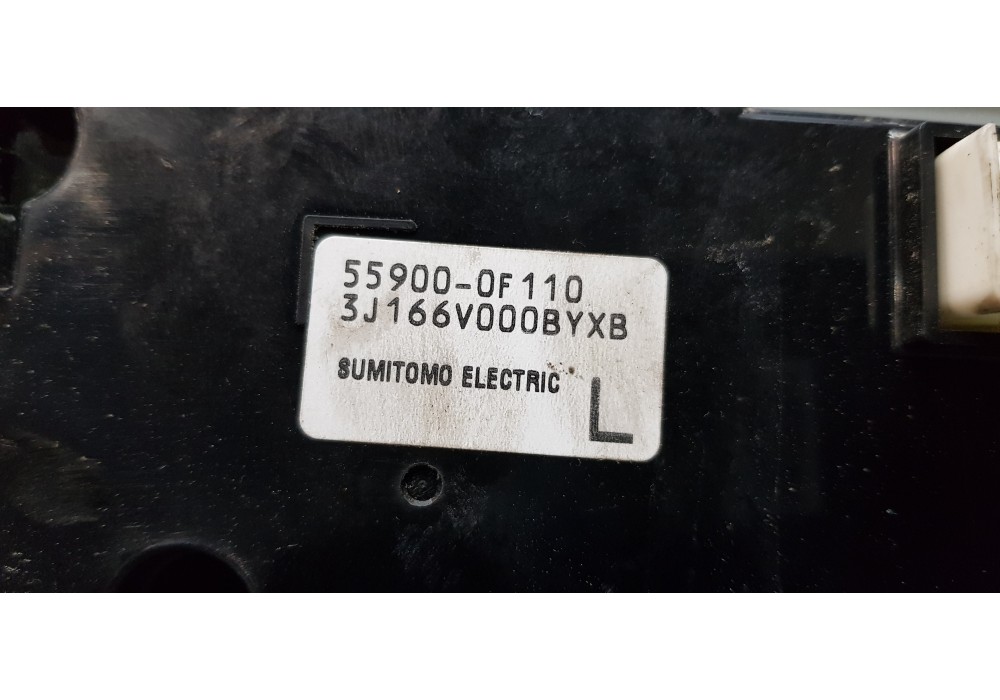 55900-0F110
3J166V000BYXB
SUMITOMO ELECTRIC
L